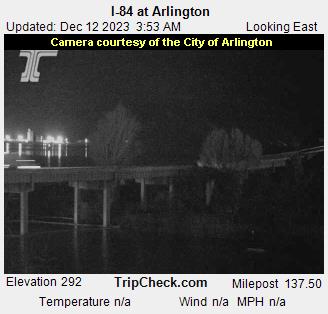 I-84 at Arlington
Updated: Dec 12 2023 3:53 AM Looking East
Camera courtesy of the City of Arlington
Elevation 292 TripCheck.com Milepost 137.50
Temperature n/a Wind n/a MPH n/a